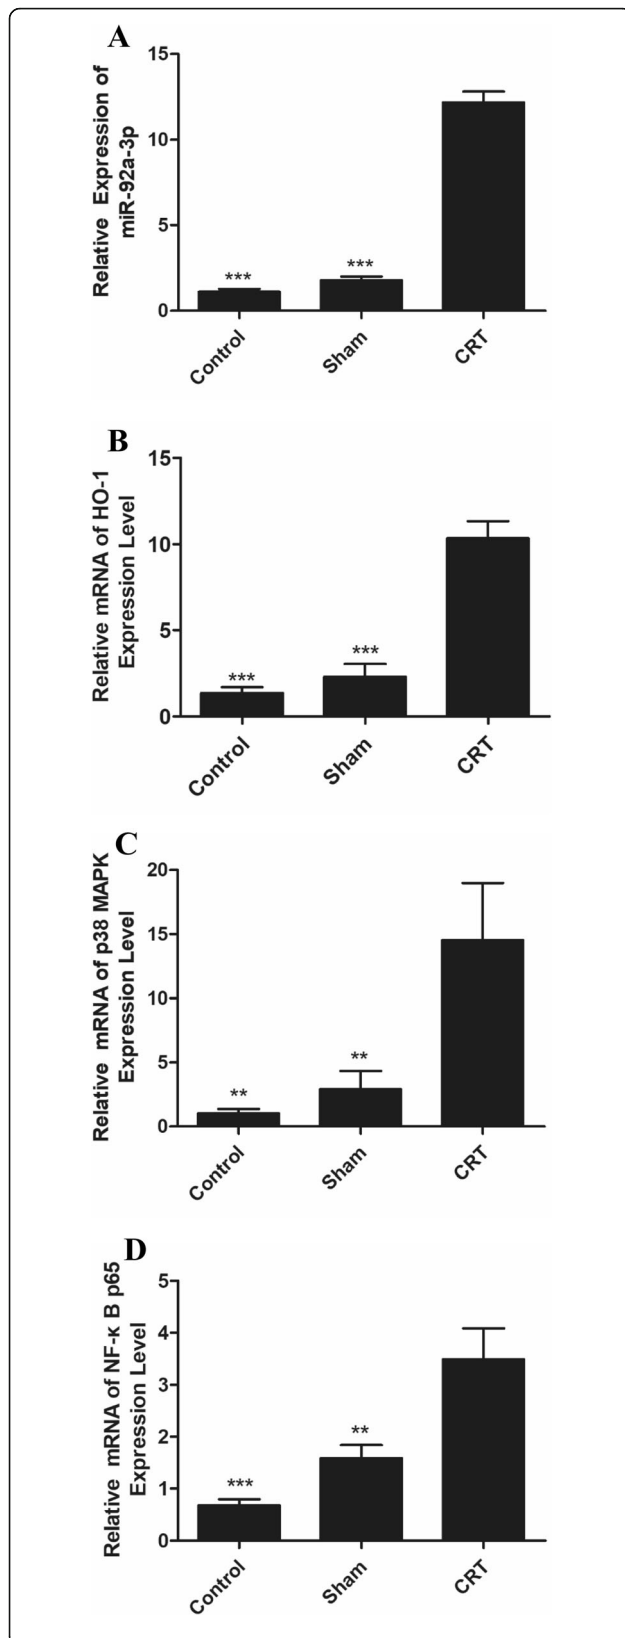 A
Relative Expression of
miR-92a-3p
15
10
5
0
***
***
Control
Sham
CRT
B
Relative mRNA of HO-1
Expression Level
15
10
5
0
***
***
Control
Sham
CRT
C
Relative mRNA of p38 MAPK
Expression Level
20
15
10
5
0
**
**
Control
Sham
CRT
D
Relative mRNA of NF-κ B p65
Expression Level
5
4
3
2
1
0
***
**
Control
Sham
CRT